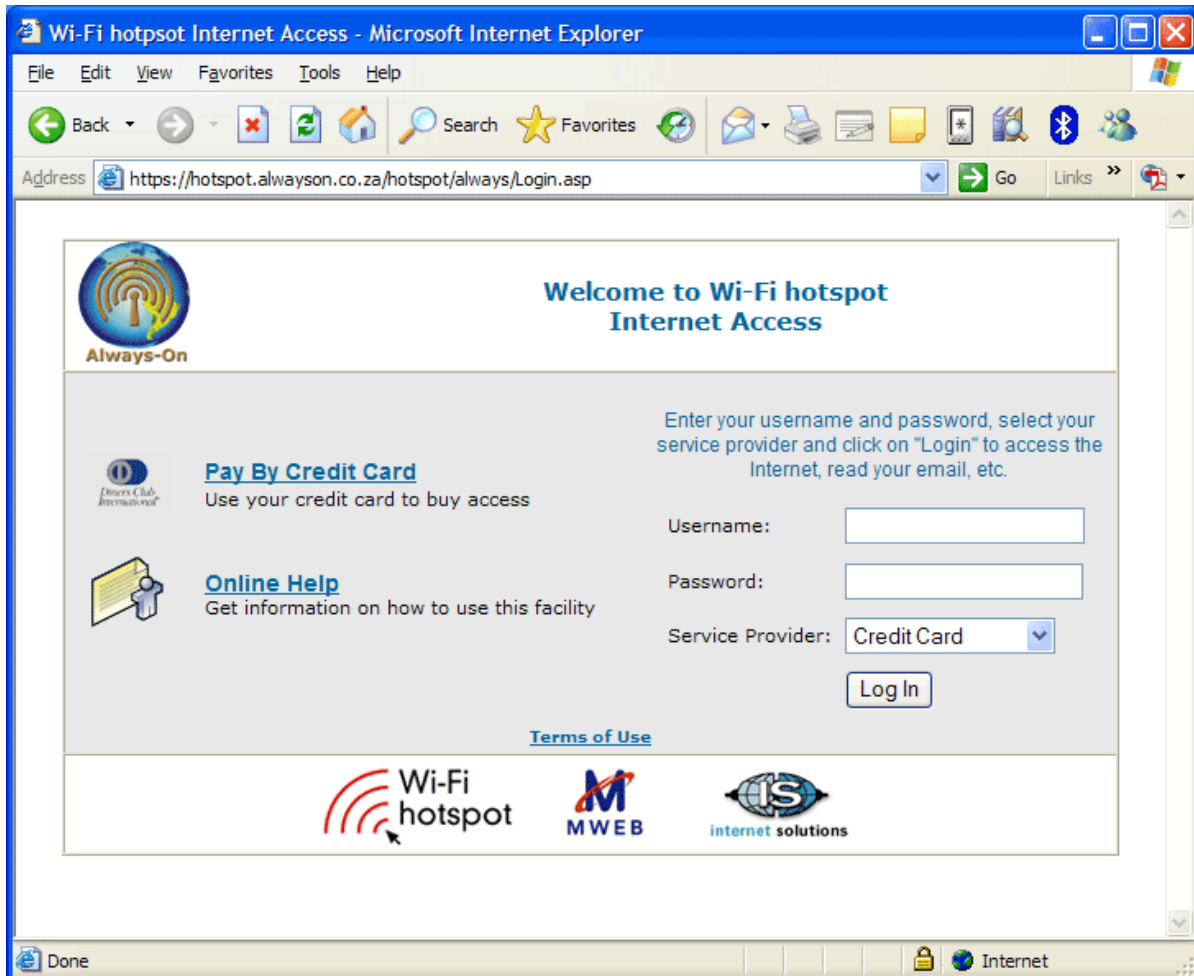 Wi-Fi hotpsot Internet Access - Microsoft Internet Explorer
File Edit View Favorites Tools Help
Back Search Favorites
Address https://hotspot.alwayson.co.za/hotspot/always/Login.asp Go Links »
Welcome to Wi-Fi hotspot
Internet Access
Always-On
Enter your username and password, select your
service provider and click on "Login" to access the
Internet, read your email, etc.
Diners Club
International
Pay By Credit Card
Use your credit card to buy access
Online Help
Get information on how to use this facility
Username:
Password:
Service Provider: Credit Card
Log In
Terms of Use
Wi-Fi
hotspot
M
MWEB
IS
internet solutions
Done Internet